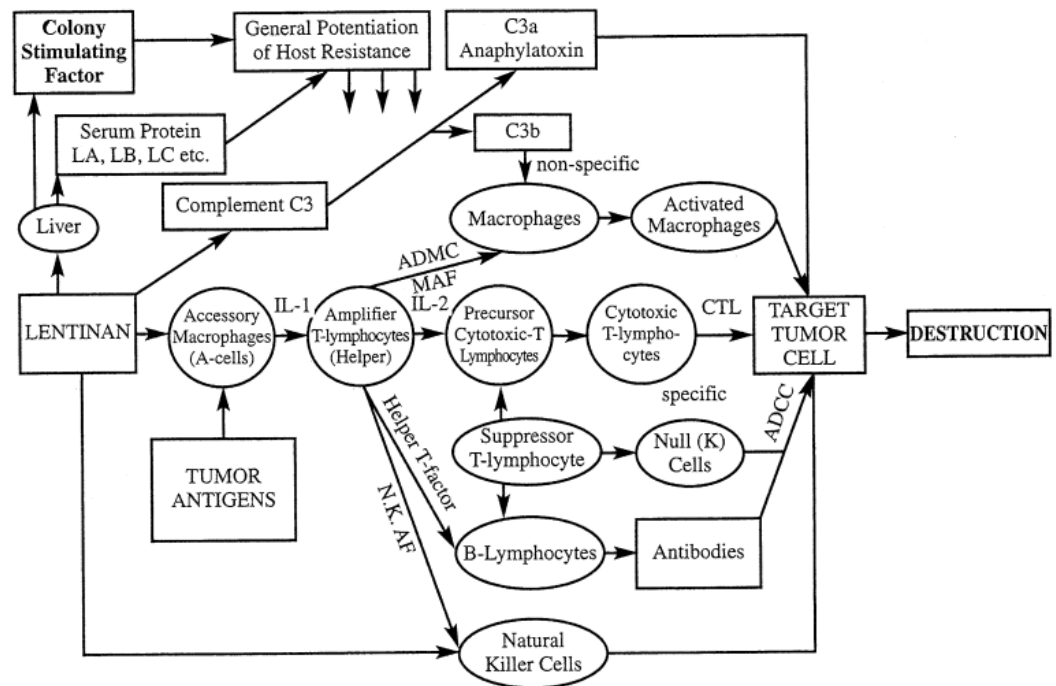 Colony
Stimulating
Factor
General Potentiation
of Host Resistance
C3a
Anaphylatoxin
Serum Protein
LA, LB, LC etc.
C3b
non-specific
Liver
Complement C3
Macrophages
Activated
Macrophages
ADMC
MAF
LENTINAN
Accessory
Macrophages
(A-cells)
IL-1
Amplifier
T-lymphocytes
(Helper)
IL-2
Precursor
Cytotoxic-T
Lymphocytes
Cytotoxic
T-lympho-
cytes
CTL
TARGET
TUMOR
CELL
DESTRUCTION
specific
TUMOR
ANTIGENS
Helper T-factor
N.K. AF
Suppressor
T-lymphocyte
Null (K)
Cells
ADCC
B-Lymphocytes
Antibodies
Natural
Killer Cells